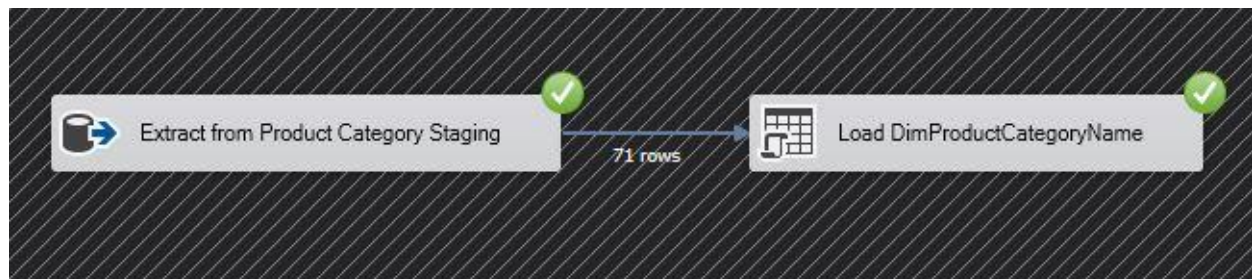 Extract from Product Category Staging
71 rows
Load DimProductCategoryName